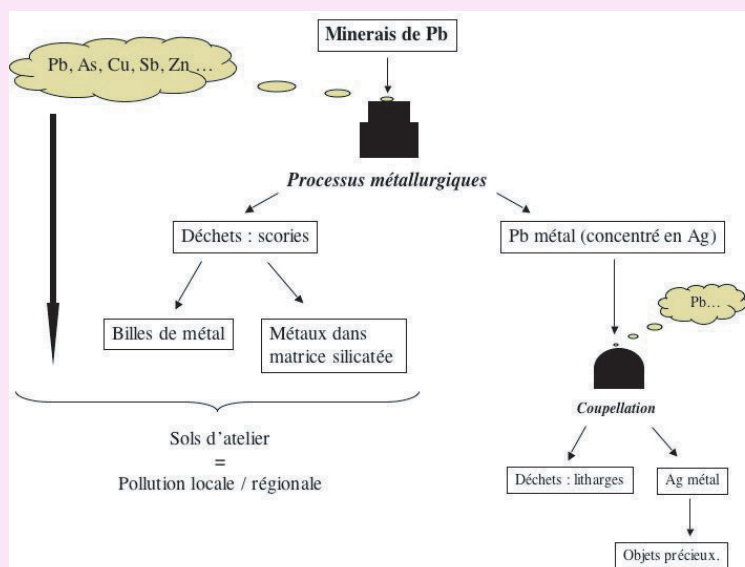 Minerais de Pb
Pb, As, Cu, Sb, Zn …
Processus métallurgiques
Déchets : scories
Pb métal (concentré en Ag)
Billes de métal
Métaux dans
matrice silicatée
Pb…
Coupellation
Sols d’atelier
=
Pollution locale / régionale
Déchets : litharges
Ag métal
Objets précieux.